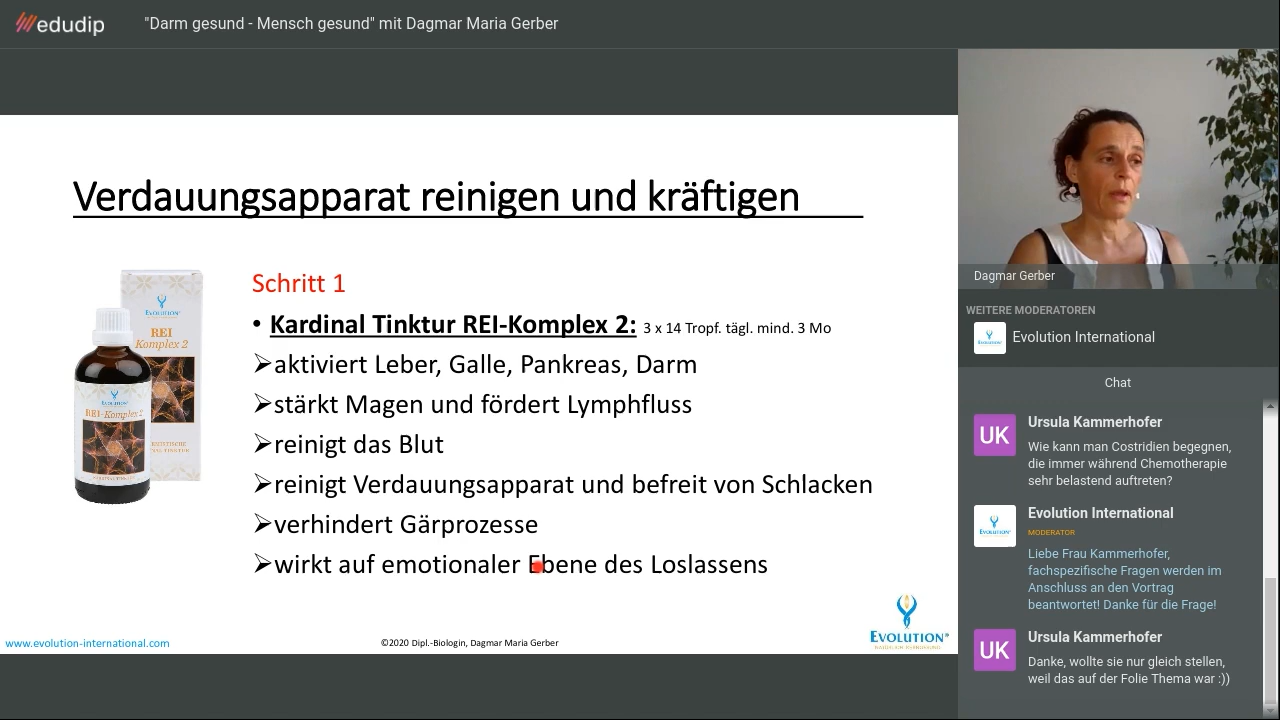 edudip
"Darm gesund - Mensch gesund" mit Dagmar Maria Gerber
Verdauungsapparat reinigen und kräftigen
Schritt 1
• Kardinal Tinktur REI-Komplex 2: 3 x 14 Tropf. tägl. mind. 3 Mo
➢aktiviert Leber, Galle, Pankreas, Darm
➢stärkt Magen und fördert Lymphfluss
➢reinigt das Blut
➢reinigt Verdauungsapparat und befreit von Schlacken
➢verhindert Gärprozesse
➢wirkt auf emotionaler Ebene des Loslassens
EVOLUTION
REI
Komplex 2
EVOLUTION
REI-Komplex 2
www.evolution-international.com
©2020 Dipl.-Biologin, Dagmar Maria Gerber
EVOLUTION®
Dagmar Gerber
WEITERE MODERATOREN
Evolution International
Chat
UK
Ursula Kammerhofer
Wie kann man Costridien begegnen,
die immer während Chemotherapie
sehr belastend auftreten?
Evolution International
MODERATOR
Liebe Frau Kammerhofer,
fachspezifische Fragen werden im
Anschluss an den Vortrag
beantwortet! Danke für die Frage!
UK
Ursula Kammerhofer
Danke, wollte sie nur gleich stellen,
weil das auf der Folie Thema war :))